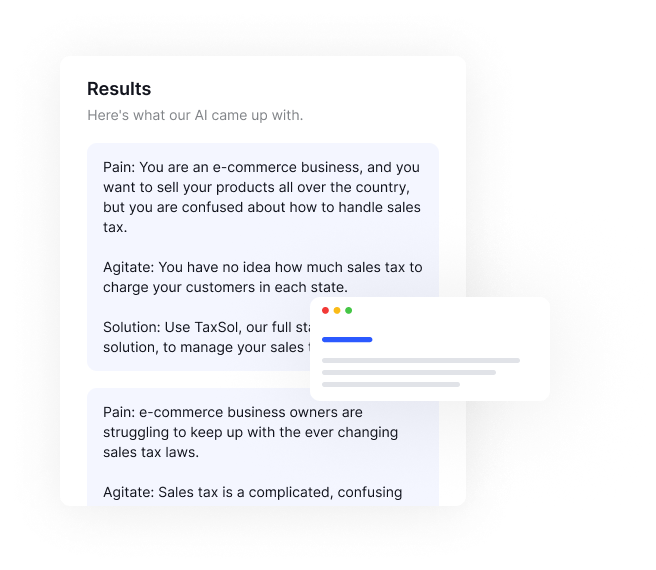 Results
Here's what our AI came up with.
Pain: You are an e-commerce business, and you
want to sell your products all over the country,
but you are confused about how to handle sales
tax.
Agitate: You have no idea how much sales tax to
charge your customers in each state.
Solution: Use TaxSol, our full
solution, to manage your sales
Pain: e-commerce business owners are
struggling to keep up with the ever changing
sales tax laws.
Agitate: Sales tax is a complicated, confusing